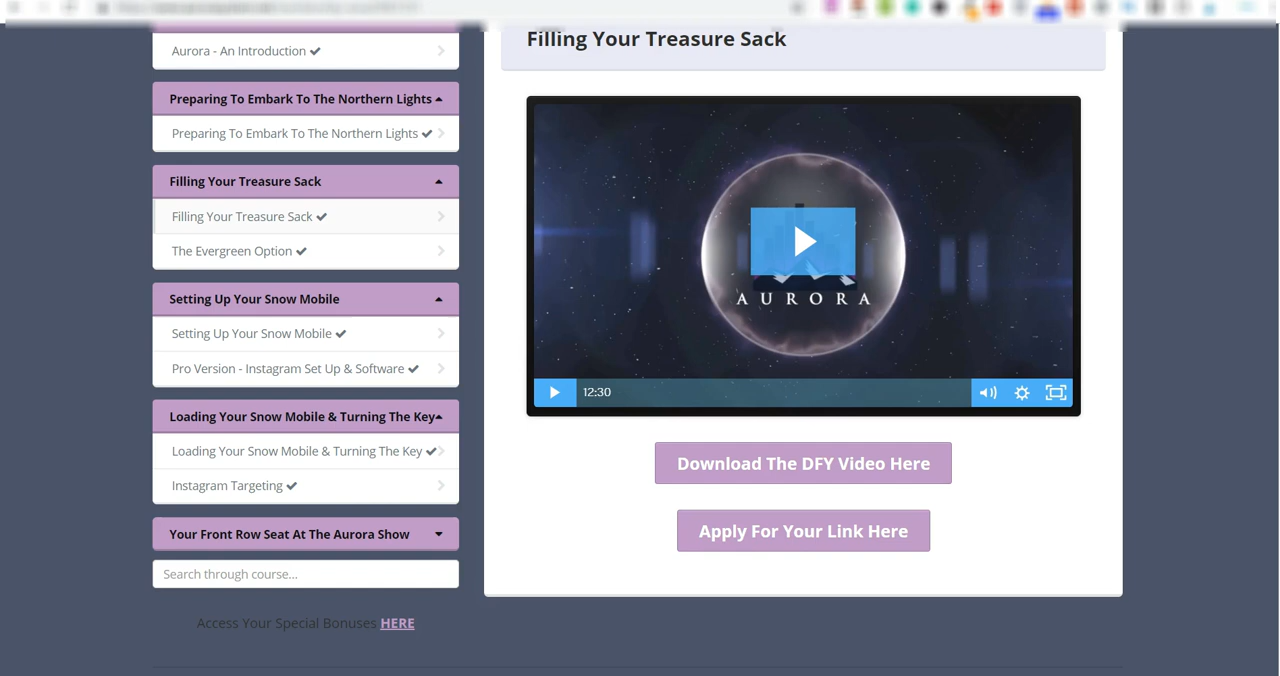 Aurora - An Introduction
Preparing To Embark To The Northern Lights
Preparing To Embark To The Northern Lights
Filling Your Treasure Sack
Filling Your Treasure Sack
The Evergreen Option
Setting Up Your Snow Mobile
Setting Up Your Snow Mobile
Pro Version - Instagram Set Up & Software
Loading Your Snow Mobile & Turning The Key
Loading Your Snow Mobile & Turning The Key
Instagram Targeting
Your Front Row Seat At The Aurora Show
Search through course...
Access Your Special Bonuses HERE
Filling Your Treasure Sack
AURORA
12:30
Download The DFY Video Here
Apply For Your Link Here